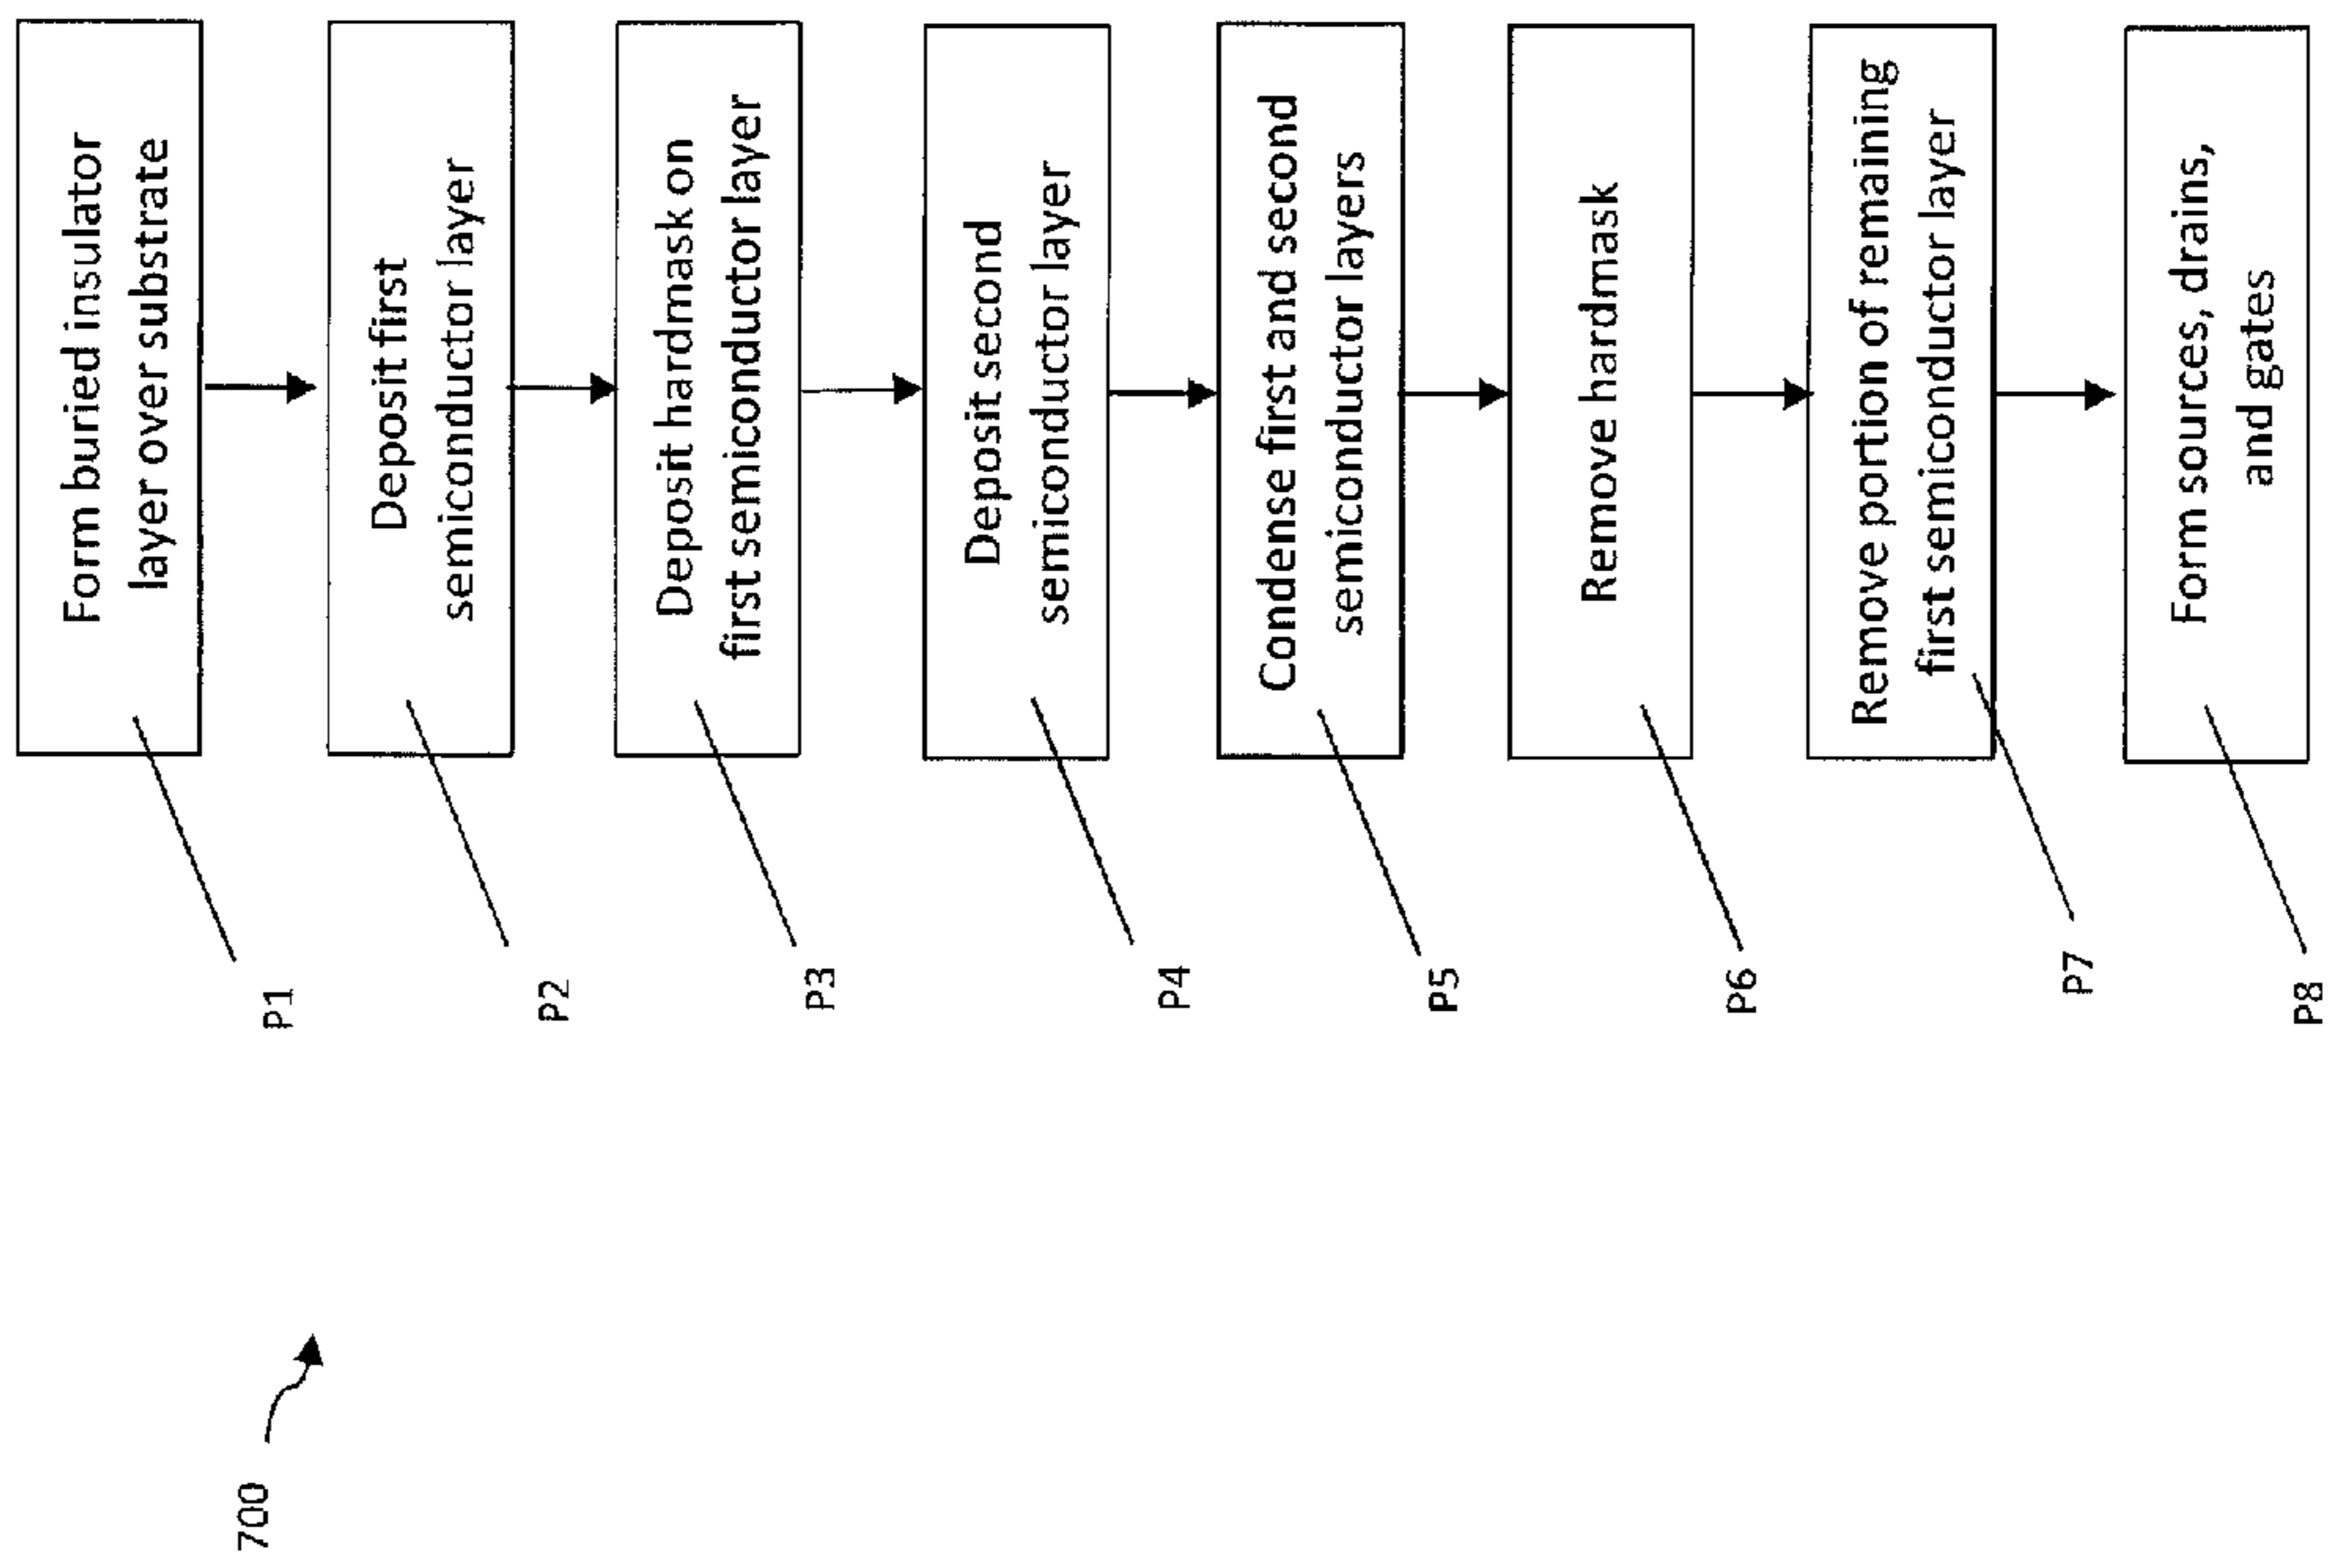 700
P1
Form buried insulator
layer over substrate
P2
Deposit first
semiconductor layer
P3
Deposit hardmask on
first semiconductor layer
P4
Deposit second
semiconductor layer
P5
Condense first and second
semiconductor layers
P6
Remove hardmask
P7
Remove portion of remaining
first semiconductor layer
P8
Form sources, drains,
and gates